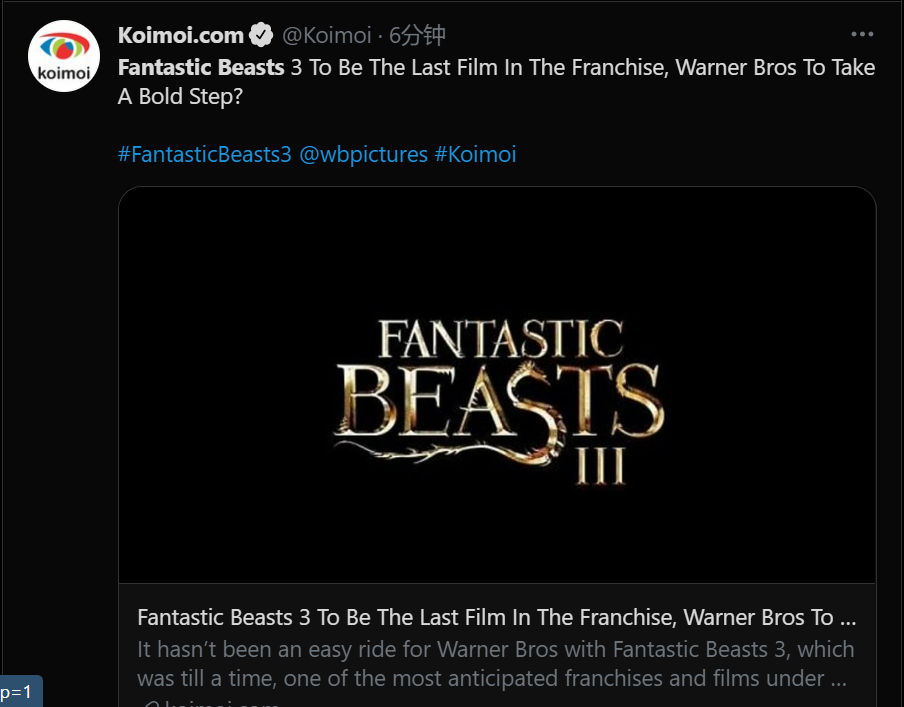 Koimoi.com @Koimoi · 6分钟
koimoi
Fantastic Beasts 3 To Be The Last Film In The Franchise, Warner Bros To Take
A Bold Step?
#FantasticBeasts3 @wbpictures #Koimoi
FANTASTIC
BEASTS
III
Fantastic Beasts 3 To Be The Last Film In The Franchise, Warner Bros To ...
It hasn't been an easy ride for Warner Bros with Fantastic Beasts 3, which
was till a time, one of the most anticipated franchises and films under ...
p=1
koimoi.com